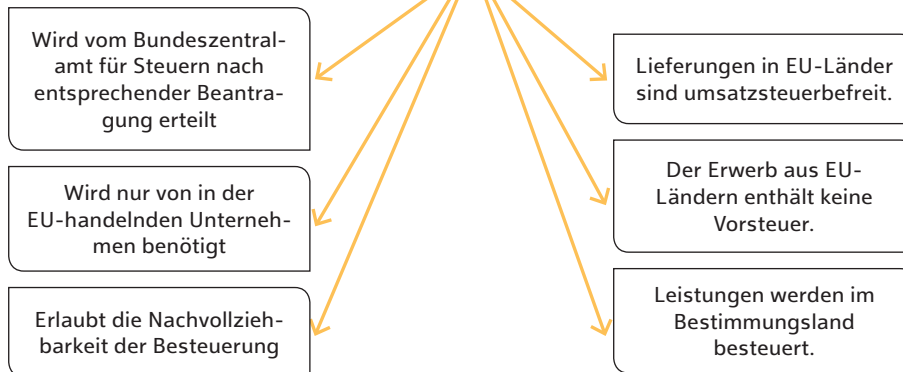 Wird vom Bundeszentral-
amt für Steuern nach
entsprechender Beantra-
gung erteilt
Wird nur von in der
EU-handelnden Unterneh-
men benötigt
Erlaubt die Nachvollzieh-
barkeit der Besteuerung
Lieferungen in EU-Länder
sind umsatzsteuerbefreit.
Der Erwerb aus EU-
Ländern enthält keine
Vorsteuer.
Leistungen werden im
Bestimmungsland
besteuert.